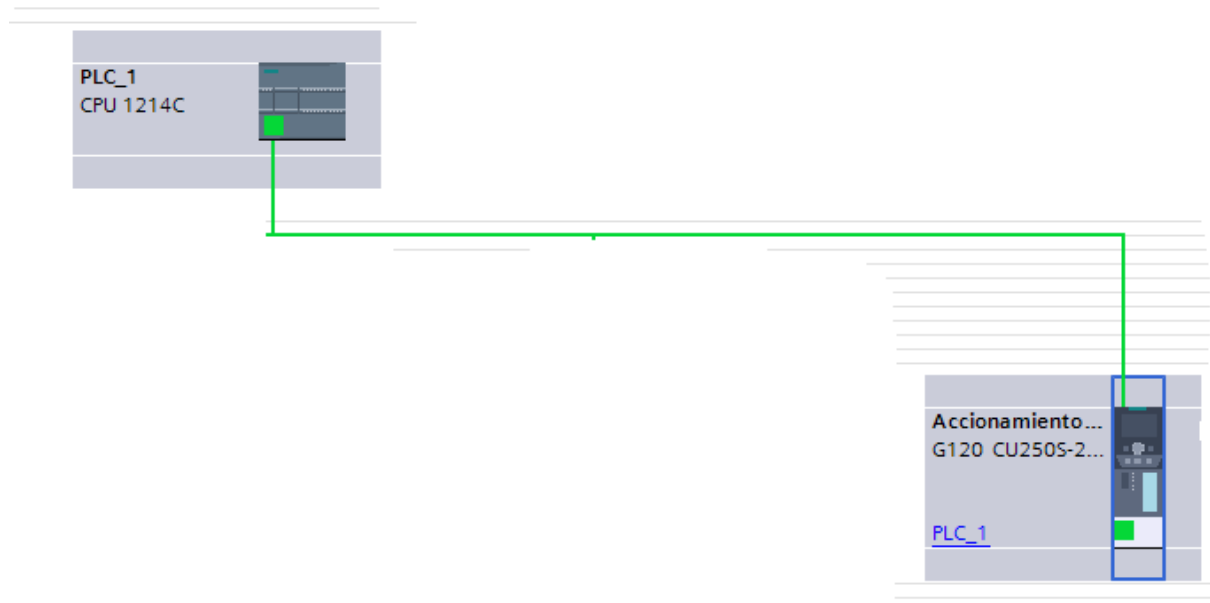 PLC_1
CPU 1214C
Accionamiento...
G120 CU250S-2...
PLC_1